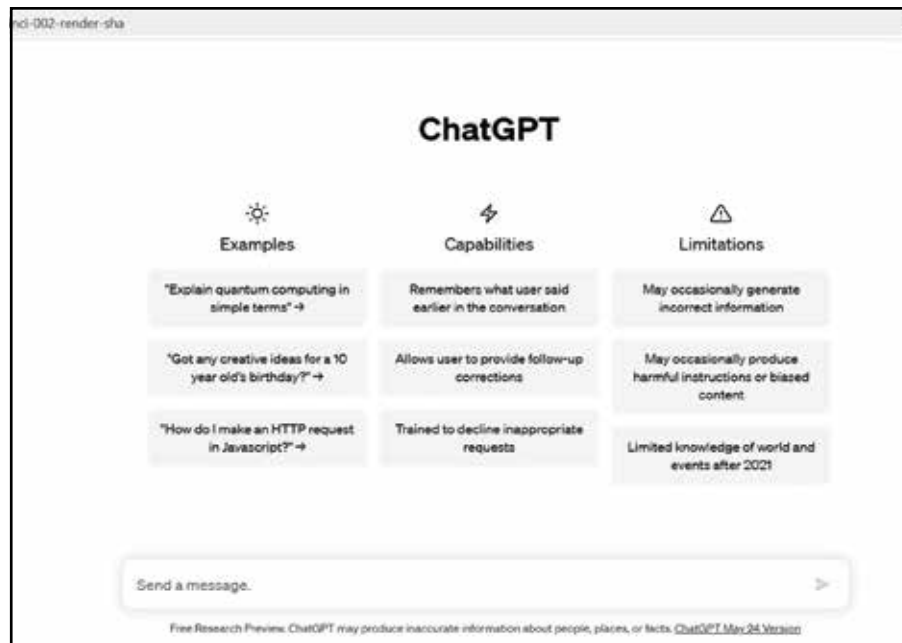 nci-002-render-sha
ChatGPT
Examples
"Explain quantum computing in
simple terms" →
"Got any creative ideas for a 10
year old's birthday?" →
"How do I make an HTTP request
in Javascript?" →
Capabilities
Remembers what user said
earlier in the conversation
Allows user to provide follow-up
corrections
Trained to decline inappropriate
requests
Limitations
May occasionally generate
incorrect information
May occasionally produce
harmful instructions or biased
content
Limited knowledge of world and
events after 2021
Send a message.
Free Research Preview. ChatGPT may produce inaccurate information about people, places, or facts. ChatGPT May 24 Version